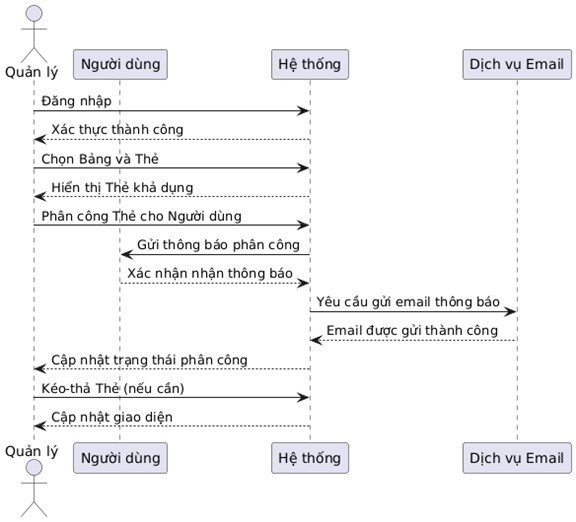 Quản lý
Người dùng
Hệ thống
Dịch vụ Email
Đăng nhập
Xác thực thành công
Chọn Bảng và Thẻ
Hiển thị Thẻ khả dụng
Phân công Thẻ cho Người dùng
Gửi thông báo phân công
Xác nhận nhận thông báo
Yêu cầu gửi email thông báo
Email được gửi thành công
Cập nhật trạng thái phân công
Kéo-thả Thẻ (nếu cần)
Cập nhật giao diện
Quản lý
Người dùng
Hệ thống
Dịch vụ Email